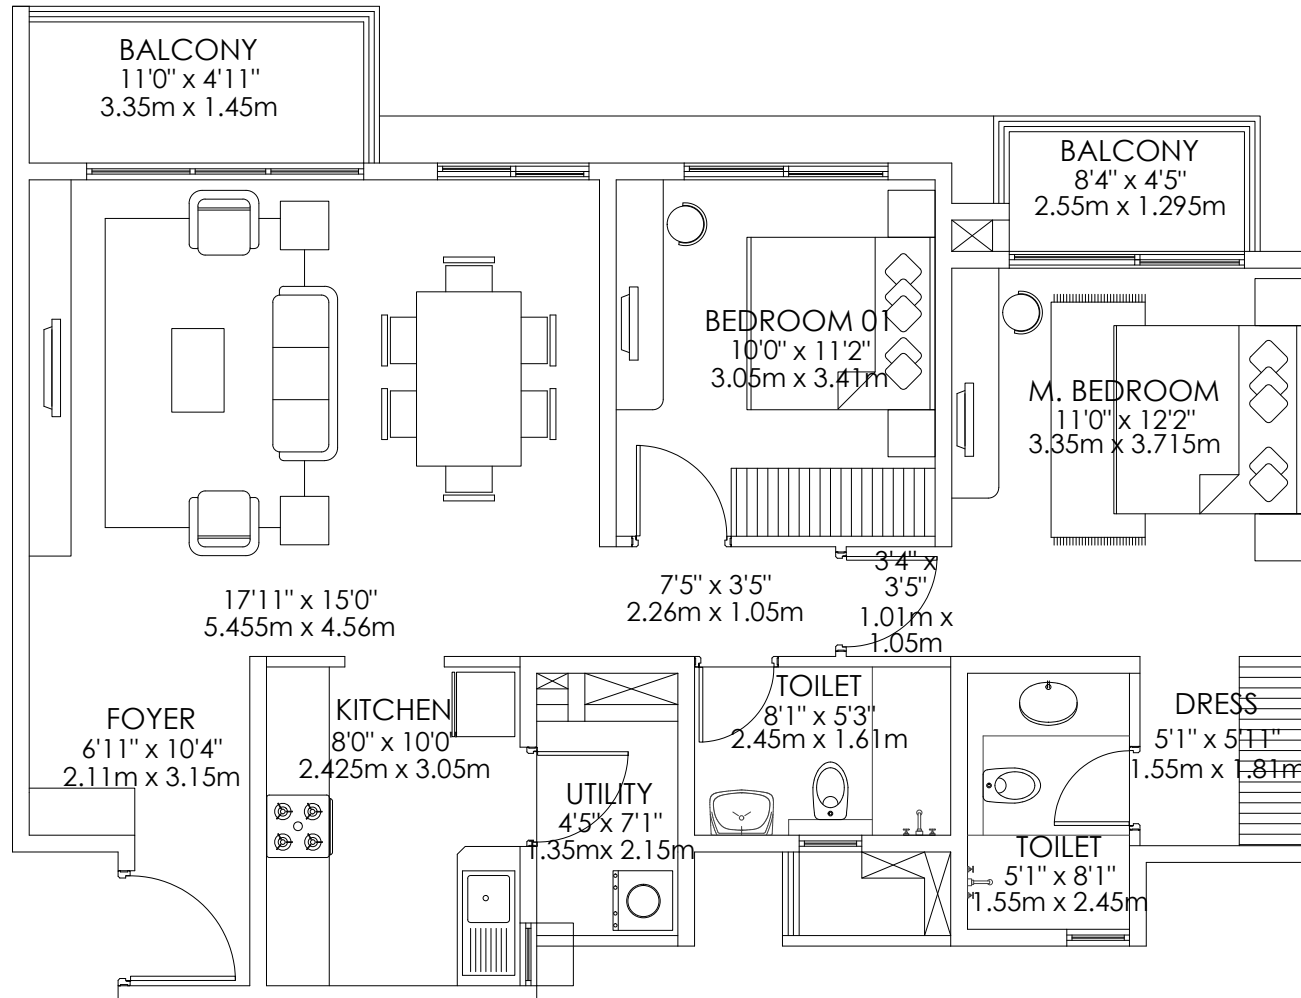 BALCONY
11'0" x 4'11"
3.35m x 1.45m
BALCONY
8'4" x 4'5"
2.55m x 1.295m
BEDROOM 01
10'0" x 11'2"
3.05m x 3.41m
M. BEDROOM
11'0" x 12'2"
3.35m x 3.715m
17'11" x 15'0"
5.455m x 4.56m
7'5" x 3'5"
2.26m x 1.05m
3'4" x
3'5"
1.01m x
1.05m
FOYER
6'11" x 10'4"
2.11m x 3.15m
KITCHEN
8'0" x 10'0"
2.425m x 3.05m
UTILITY
4'5"x 7'1"
1.35mx 2.15m
TOILET
8'1" x 5'3"
2.45m x 1.61m
DRESS
5'1" x 5'11"
1.55m x 1.81m
TOILET
5'1" x 8'1"
1.55m x 2.45m